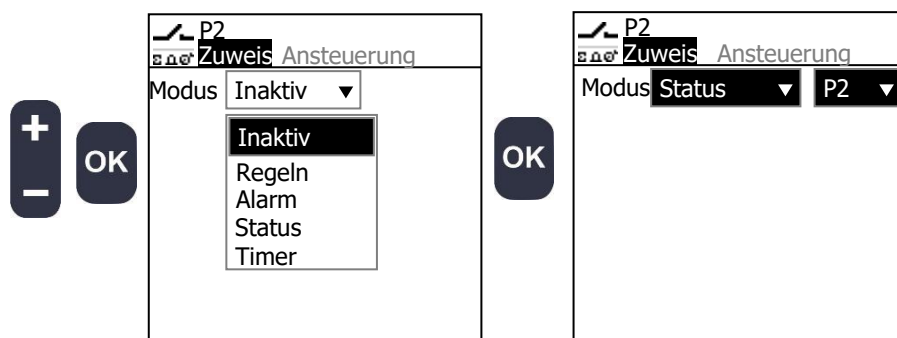 P2
Zuweis Ansteuerung
Modus Inaktiv ▼
Inaktiv
Regeln
Alarm
Status
Timer
+
OK
−
OK
P2
Zuweis Ansteuerung
Modus Status ▼ P2 ▼